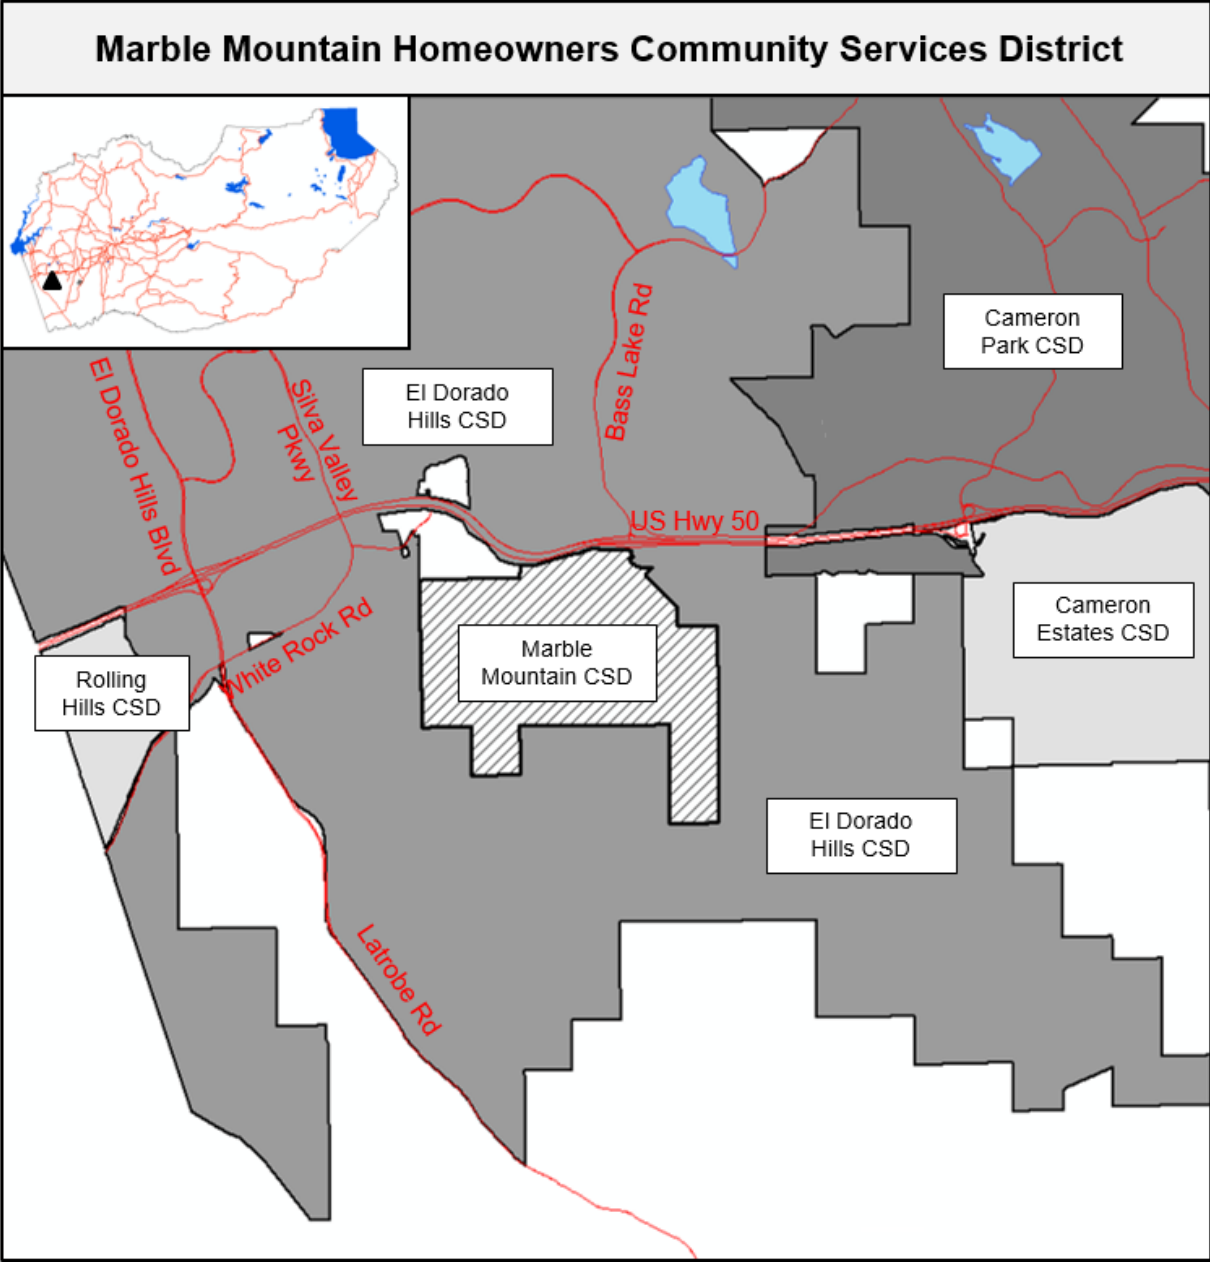 Marble Mountain Homeowners Community Services District
Cameron
Park CSD
El Dorado
Hills CSD
Bass Lake Rd
Silva Valley
Pkwy
El Dorado Hills Blvd
US Hwy 50
White Rock Rd
Marble
Mountain CSD
Cameron
Estates CSD
Rolling
Hills CSD
El Dorado
Hills CSD
Latrobe Rd